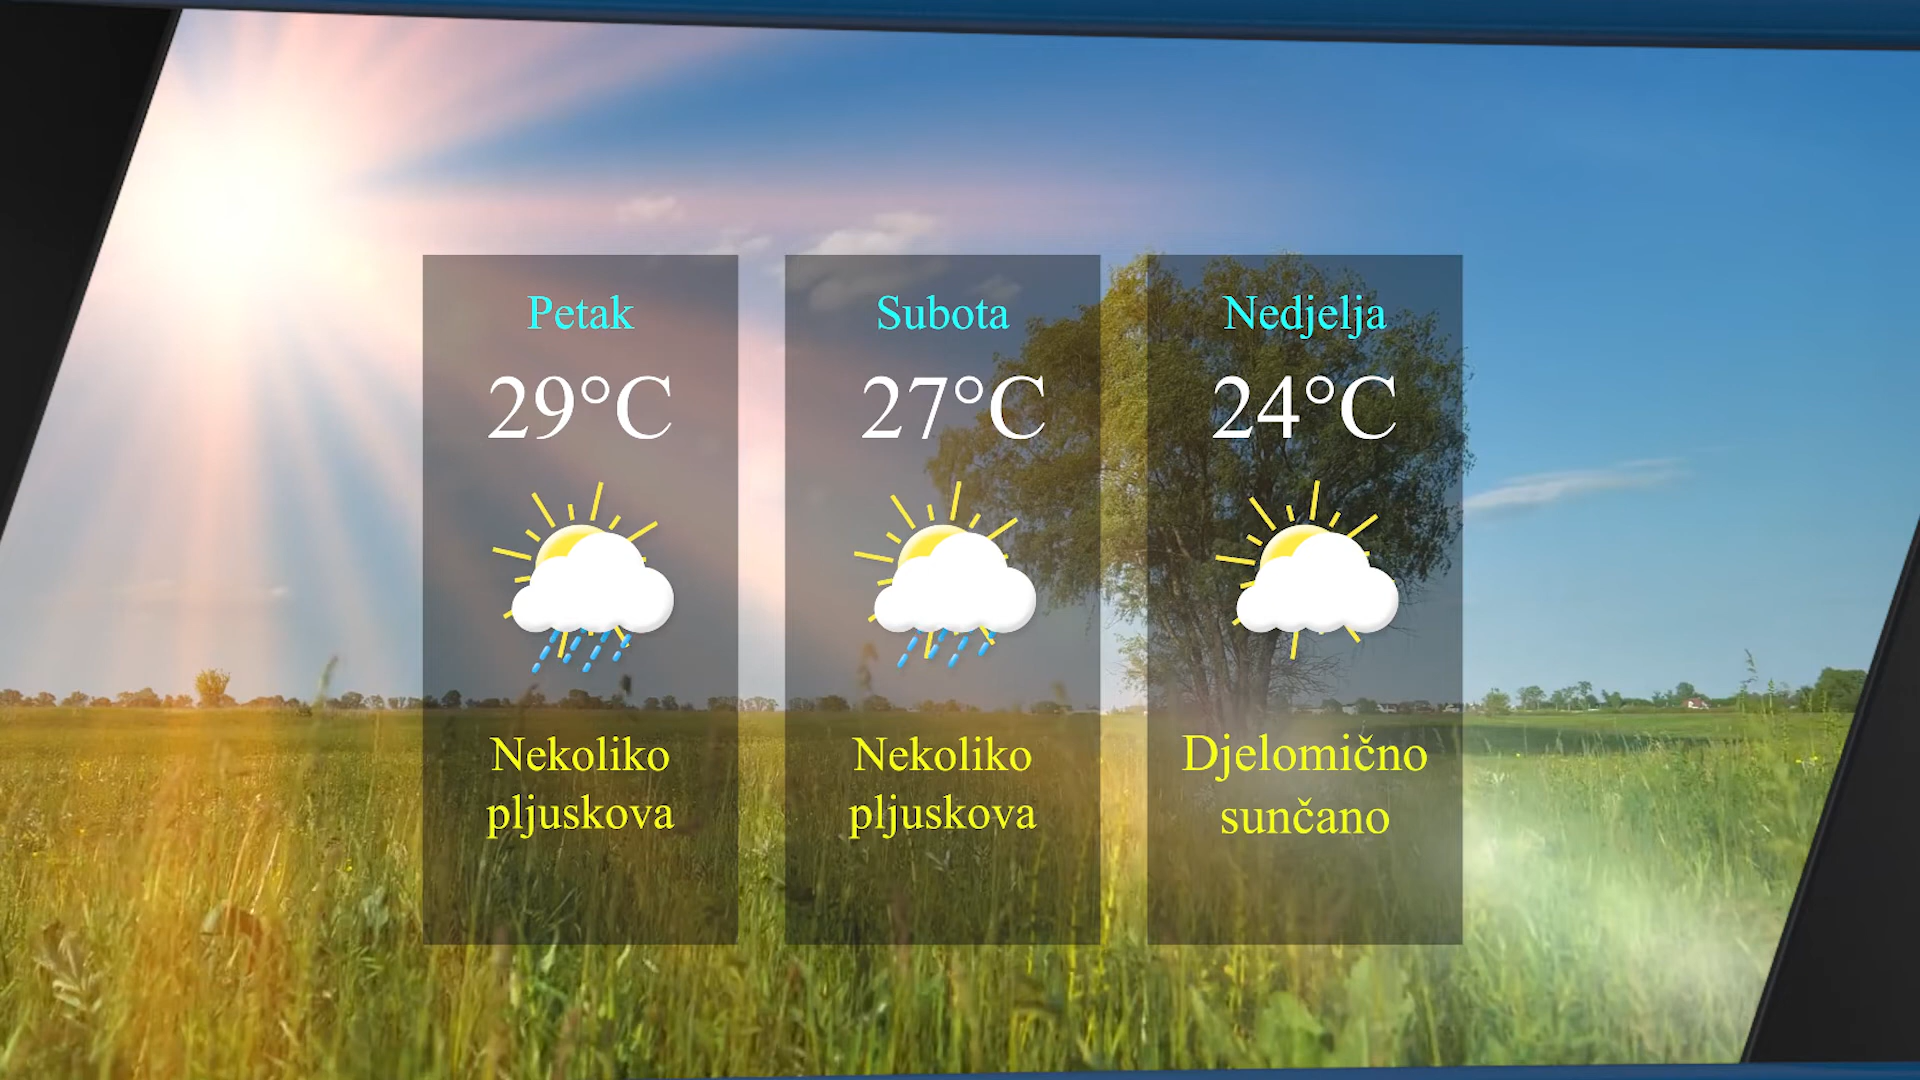 Petak
29°C
Nekoliko
pljuskova
Subota
27°C
Nekoliko
pljuskova
Nedjelja
24°C
Djelomično
sunčano